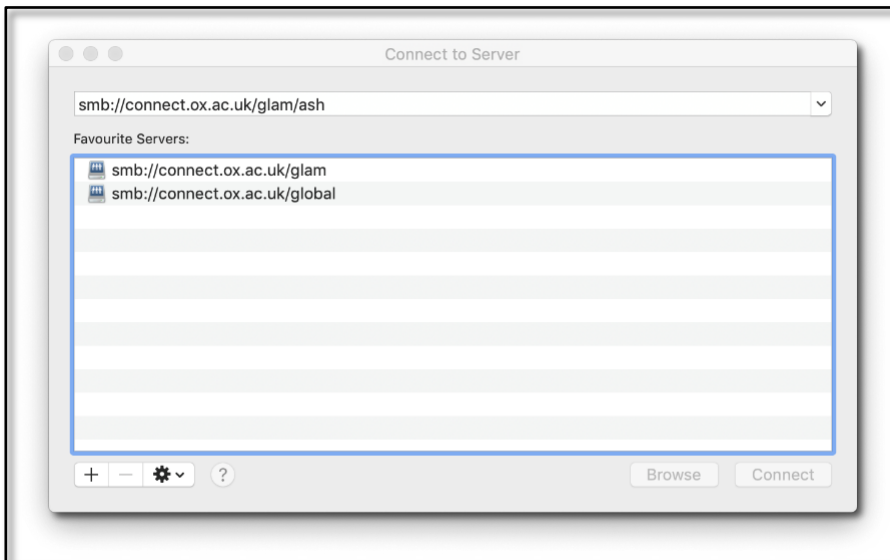 Connect to Server
smb://connect.ox.ac.uk/glam/ash
Favourite Servers:
smb://connect.ox.ac.uk/glam
smb://connect.ox.ac.uk/global
+ − ? Browse Connect